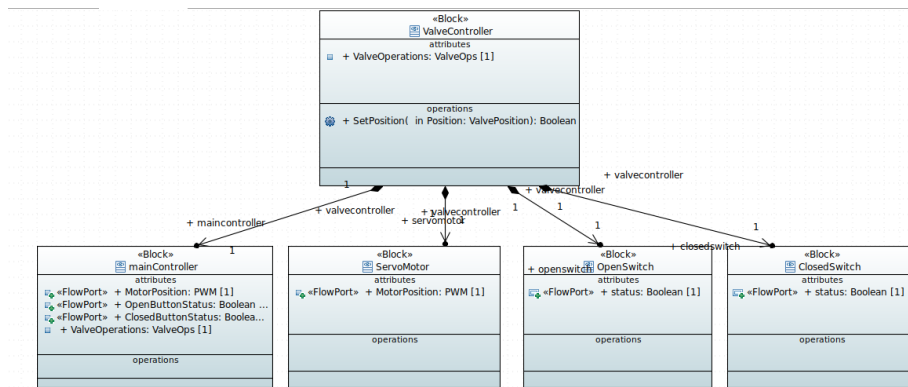 «Block»
ValveController
attributes
+ ValveOperations: ValveOps [1]
operations
+ SetPosition( in Position: ValvePosition): Boolean
+ valvecontroller
1
+ valvecontroller
+ maincontroller
+ valvecontroller
1
+ valvecontroller
1
1
+ servomotor
1
1
1
1
1
+ closedswitch
+ openswitch
«Block»
mainController
attributes
«FlowPort» + MotorPosition: PWM [1]
«FlowPort» + OpenButtonStatus: Boolean ...
«FlowPort» + ClosedButtonStatus: Boolea...
+ ValveOperations: ValveOps [1]
operations
«Block»
ServoMotor
attributes
«FlowPort» + MotorPosition: PWM [1]
operations
«Block»
OpenSwitch
attributes
«FlowPort» + status: Boolean [1]
operations
«Block»
ClosedSwitch
attributes
«FlowPort» + status: Boolean [1]
operations